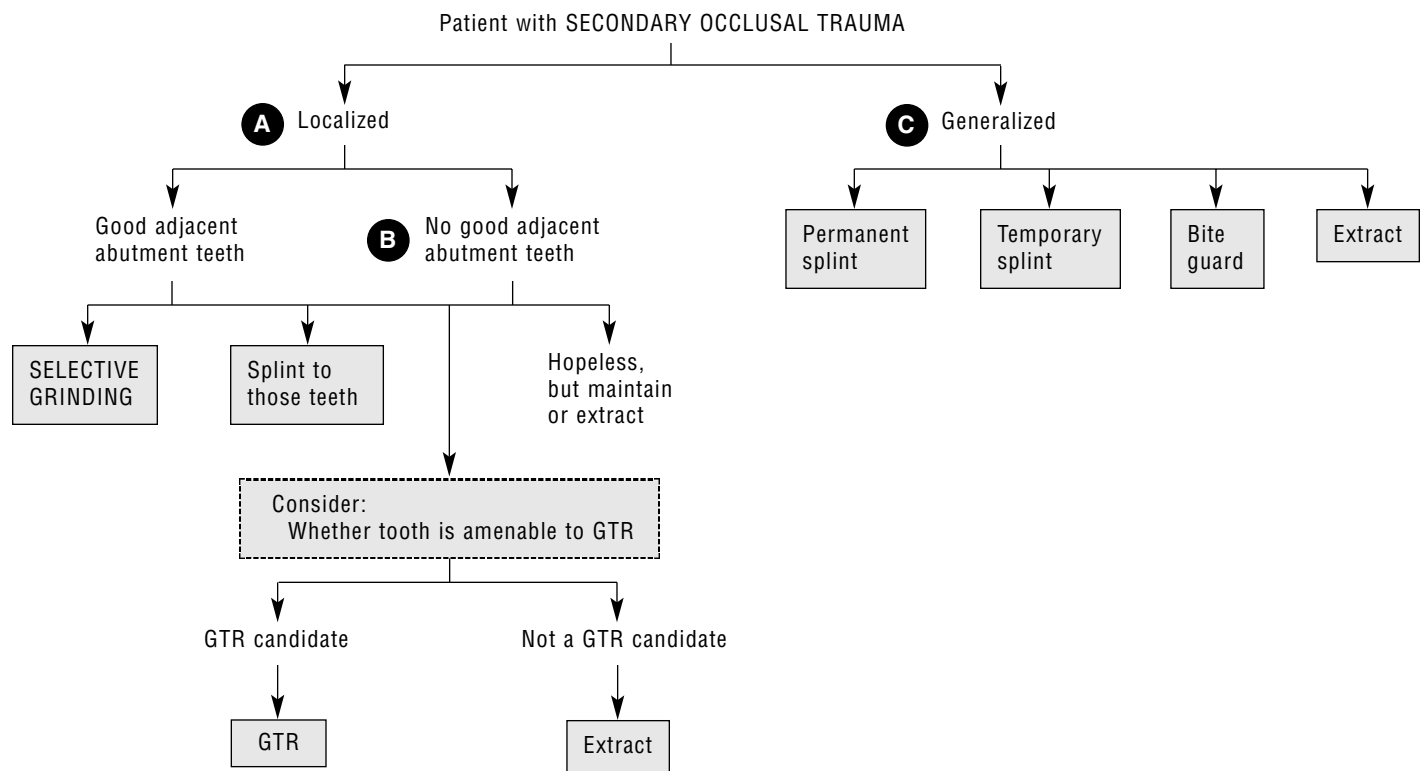 Patient with SECONDARY OCCLUSAL TRAUMA
A
Localized
C
Generalized
Good adjacent
abutment teeth
B
No good adjacent
abutment teeth
Permanent
splint
Temporary
splint
Bite
guard
Extract
SELECTIVE
GRINDING
Splint to
those teeth
Hopeless,
but maintain
or extract
Consider:
Whether tooth is amenable to GTR
GTR candidate
Not a GTR candidate
GTR
Extract